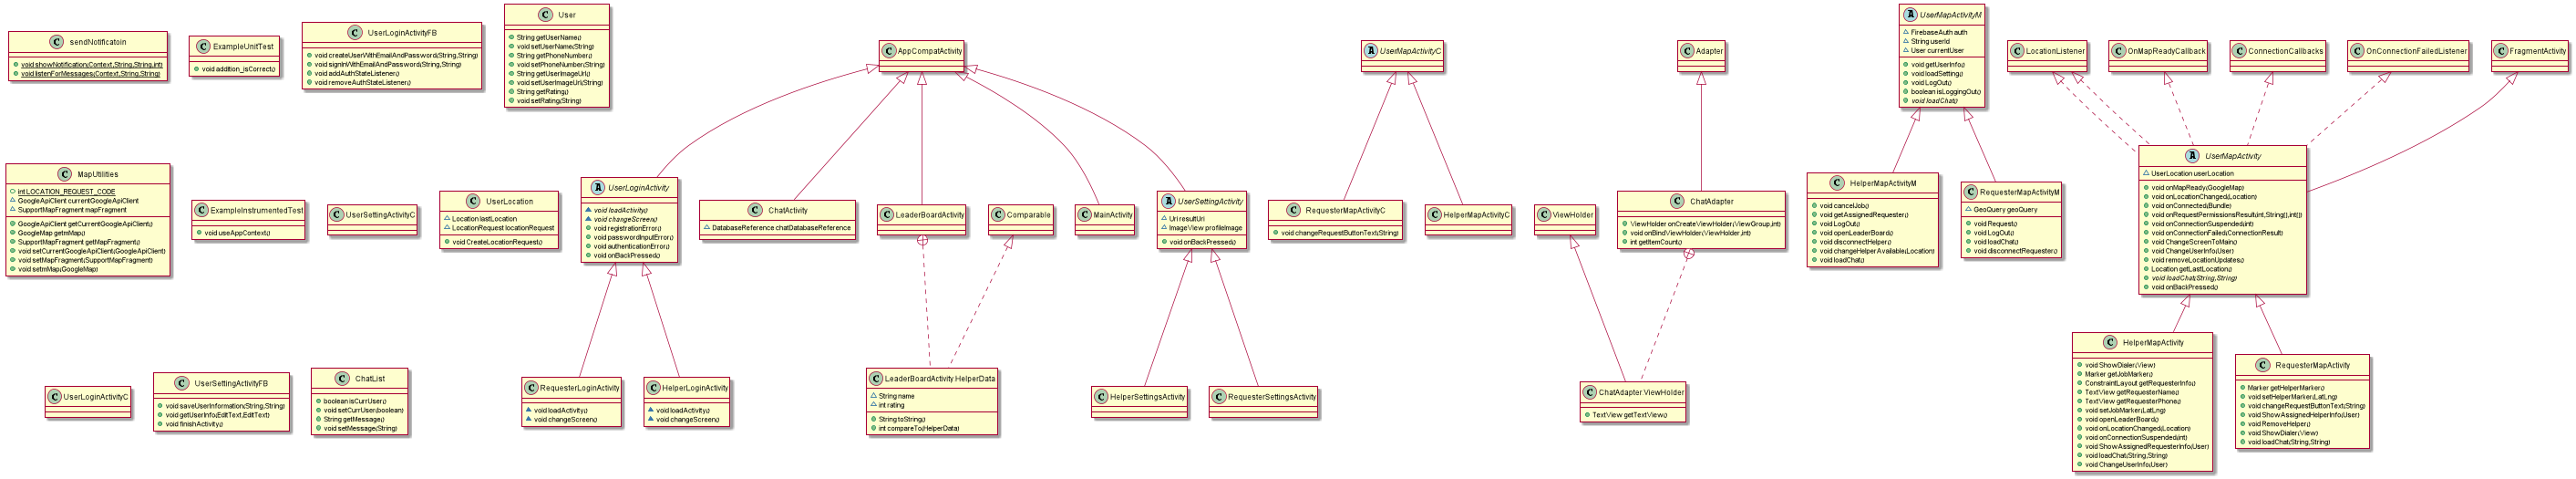 C sendNotificatoin
void showNotification(Context,String,String,int)
void listenForMessages(Context,String,String)
C ExampleUnitTest
void addition_isCorrect()
C UserLoginActivityFB
void createUserWithEmailAndPassword(String,String)
void signInWithEmailAndPassword(String,String)
void addAuthStateListener()
void removeAuthStateListener()
C User
String getUserName()
void setUserName(String)
String getPhoneNumber()
void setPhoneNumber(String)
String getUserImageUrl()
void setUserImageUrl(String)
String getRating()
void setRating(String)
C AppCompatActivity
A UserMapActivityC
C Adapter
A UserMapActivityM
FirebaseAuth auth
String userId
User currentUser
void getUserInfo()
void loadSetting()
void LogOut()
boolean isLoggingOut()
void loadChat()
C LocationListener
C OnMapReadyCallback
C ConnectionCallbacks
C OnConnectionFailedListener
C FragmentActivity
C MapUtilities
int LOCATION_REQUEST_CODE
GoogleApiClient currentGoogleApiClient
SupportMapFragment mapFragment
GoogleApiClient getCurrentGoogleApiClient()
GoogleMap getmMap()
SupportMapFragment getMapFragment()
void setCurrentGoogleApiClient(GoogleApiClient)
void setMapFragment(SupportMapFragment)
void setmMap(GoogleMap)
C ExampleInstrumentedTest
void useAppContext()
C UserSettingActivityC
C UserLocation
Location lastLocation
LocationRequest locationRequest
void CreateLocationRequest()
A UserLoginActivity
void loadActivity()
void changeScreen()
void registrationError()
void passwordInputError()
void authenticationError()
void onBackPressed()
C ChatActivity
DatabaseReference chatDatabaseReference
C LeaderBoardActivity
C Comparable
C MainActivity
A UserSettingActivity
Uri resultUri
ImageView profileImage
void onBackPressed()
C RequesterMapActivityC
void changeRequestButtonText(String)
C HelperMapActivityC
C ViewHolder
C ChatAdapter
ViewHolder onCreateViewHolder(ViewGroup,int)
void onBindViewHolder(ViewHolder,int)
int getItemCount()
C HelperMapActivityM
void cancelJob()
void getAssignedRequester()
void LogOut()
void openLeaderBoard()
void disconnectHelper()
void changeHelperAvailable(Location)
void loadChat()
C RequesterMapActivityM
GeoQuery geoQuery
void Request()
void LogOut()
void loadChat()
void disconnectRequester()
A UserMapActivity
UserLocation userLocation
void onMapReady(GoogleMap)
void onLocationChanged(Location)
void onConnected(Bundle)
void onRequestPermissionsResult(int,String[],int[])
void onConnectionSuspended(int)
void onConnectionFailed(ConnectionResult)
void ChangeScreenToMain()
void ChangeUserInfo(User)
void removeLocationUpdates()
Location getLastLocation()
void loadChat(String,String)
void onBackPressed()
C UserLoginActivityC
C UserSettingActivityFB
void saveUserInformation(String,String)
void getUserInfo(EditText,EditText)
void finishActivity()
C ChatList
boolean isCurrUser()
void setCurrUser(boolean)
String getMessage()
void setMessage(String)
C RequesterLoginActivity
void loadActivity()
void changeScreen()
C HelperLoginActivity
void loadActivity()
void changeScreen()
C LeaderBoardActivity.HelperData
String name
int rating
String toString()
int compareTo(HelperData)
C HelperSettingsActivity
C RequesterSettingsActivity
C ChatAdapter.ViewHolder
TextView getTextView()
C HelperMapActivity
void ShowDialer(View)
Marker getJobMarker()
ConstraintLayout getRequesterInfo()
TextView getRequesterName()
TextView getRequesterPhone()
void setJobMarker(LatLng)
void openLeaderBoard()
void onLocationChanged(Location)
void onConnectionSuspended(int)
void ShowAssignedRequesterInfo(User)
void loadChat(String,String)
void ChangeUserInfo(User)
C RequesterMapActivity
Marker getHelperMarker()
void setHelperMarker(LatLng)
void changeRequestButtonText(String)
void ShowAssignedHelperInfo(User)
void RemoveHelper()
void ShowDialer(View)
void loadChat(String,String)